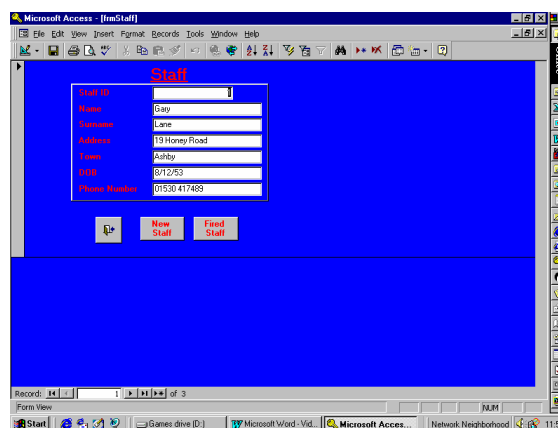 Microsoft Access - [frmStaff]
File Edit View Insert Format Records Tools Window Help
Staff
Staff ID
Name Gary
Surname Lane
Address 19 Honey Road
Town Ashby
DOB 8/12/53
Phone Number 01530 417489
New Staff
Fired Staff
Record: 1 of 3
Form View NUM
Start Games drive (D:) Microsoft Word - Vid... Microsoft Acces... Network Neighborhood